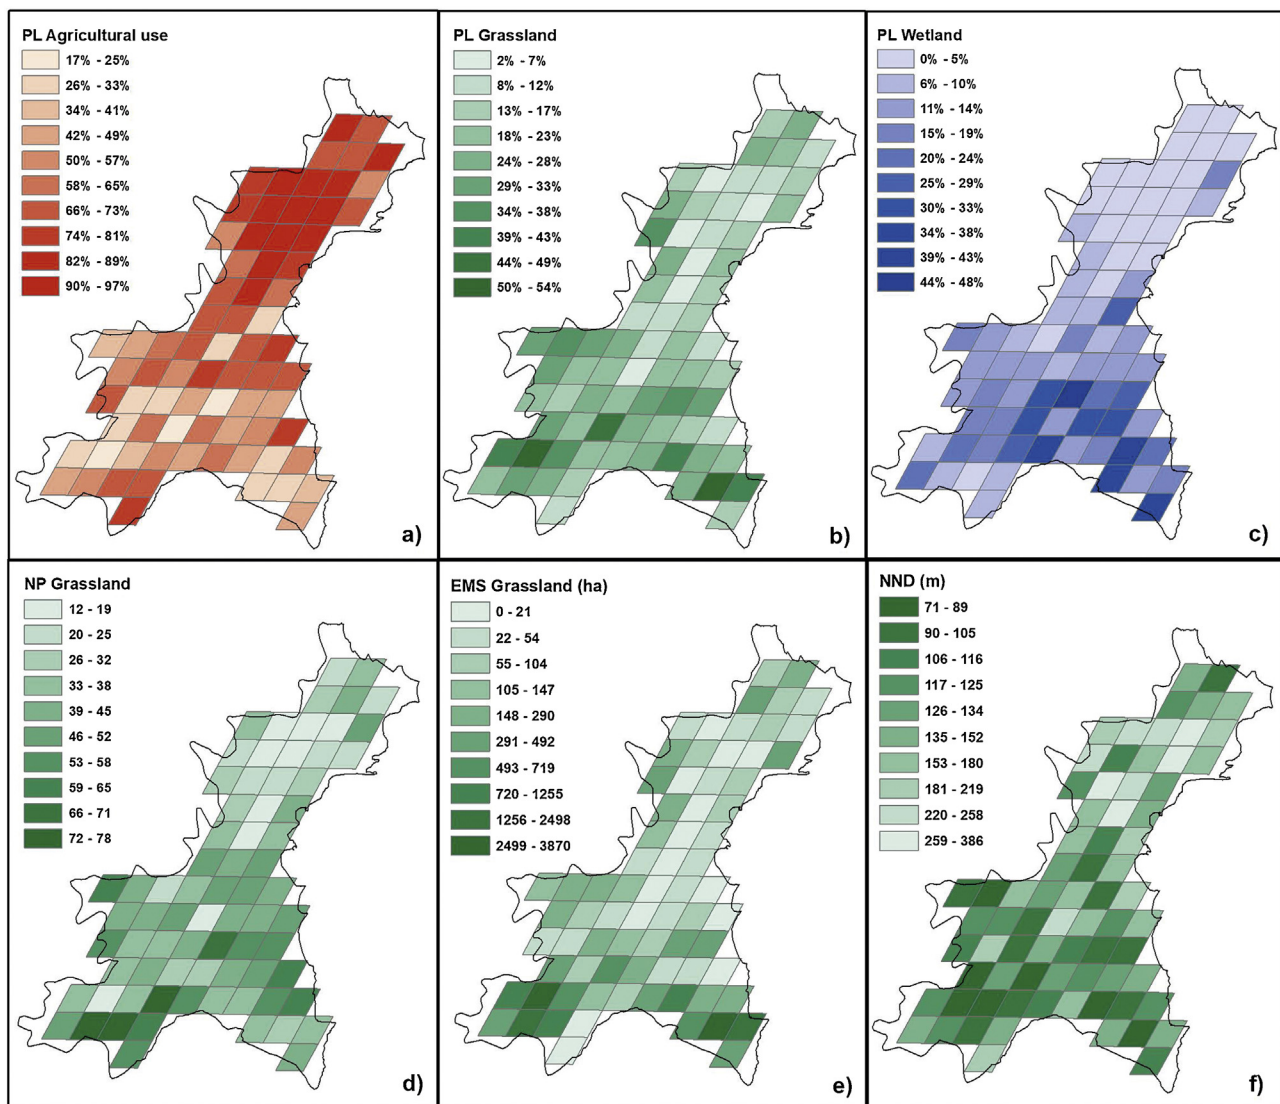 PL Agricultural use
17% - 25%
26% - 33%
34% - 41%
42% - 49%
50% - 57%
58% - 65%
66% - 73%
74% - 81%
82% - 89%
90% - 97%
a)
PL Grassland
2% - 7%
8% - 12%
13% - 17%
18% - 23%
24% - 28%
29% - 33%
34% - 38%
39% - 43%
44% - 49%
50% - 54%
b)
PL Wetland
0% - 5%
6% - 10%
11% - 14%
15% - 19%
20% - 24%
25% - 29%
30% - 33%
34% - 38%
39% - 43%
44% - 48%
c)
NP Grassland
12 - 19
20 - 25
26 - 32
33 - 38
39 - 45
46 - 52
53 - 58
59 - 65
66 - 71
72 - 78
d)
EMS Grassland (ha)
0 - 21
22 - 54
55 - 104
105 - 147
148 - 290
291 - 492
493 - 719
720 - 1255
1256 - 2498
2499 - 3870
e)
NND (m)
71 - 89
90 - 105
106 - 116
117 - 125
126 - 134
135 - 152
153 - 180
181 - 219
220 - 258
259 - 386
f)